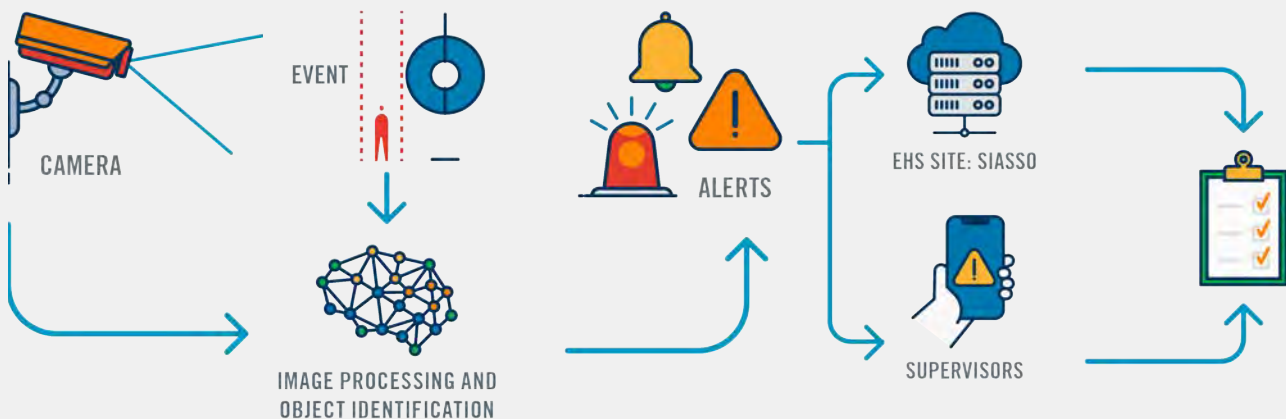 CAMERA
EVENT
IMAGE PROCESSING AND
OBJECT IDENTIFICATION
ALERTS
EHS SITE: SIASSO
SUPERVISORS